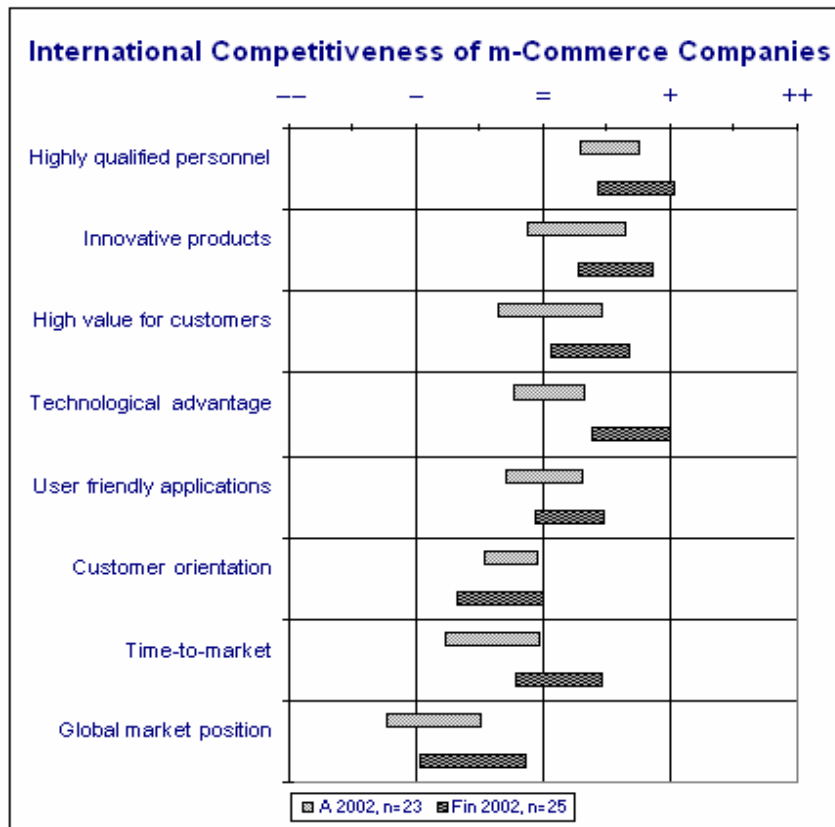 International Competitiveness of m-Commerce Companies
-- - = + ++
Highly qualified personnel
Innovative products
High value for customers
Technological advantage
User friendly applications
Customer orientation
Time-to-market
Global market position
A 2002, n=23 Fin 2002, n=25